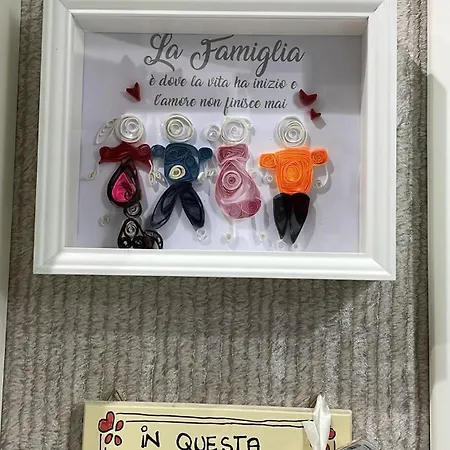 La Famiglia
è dove la vita ha inizio e
l'amore non finisce mai
iN QUESTA